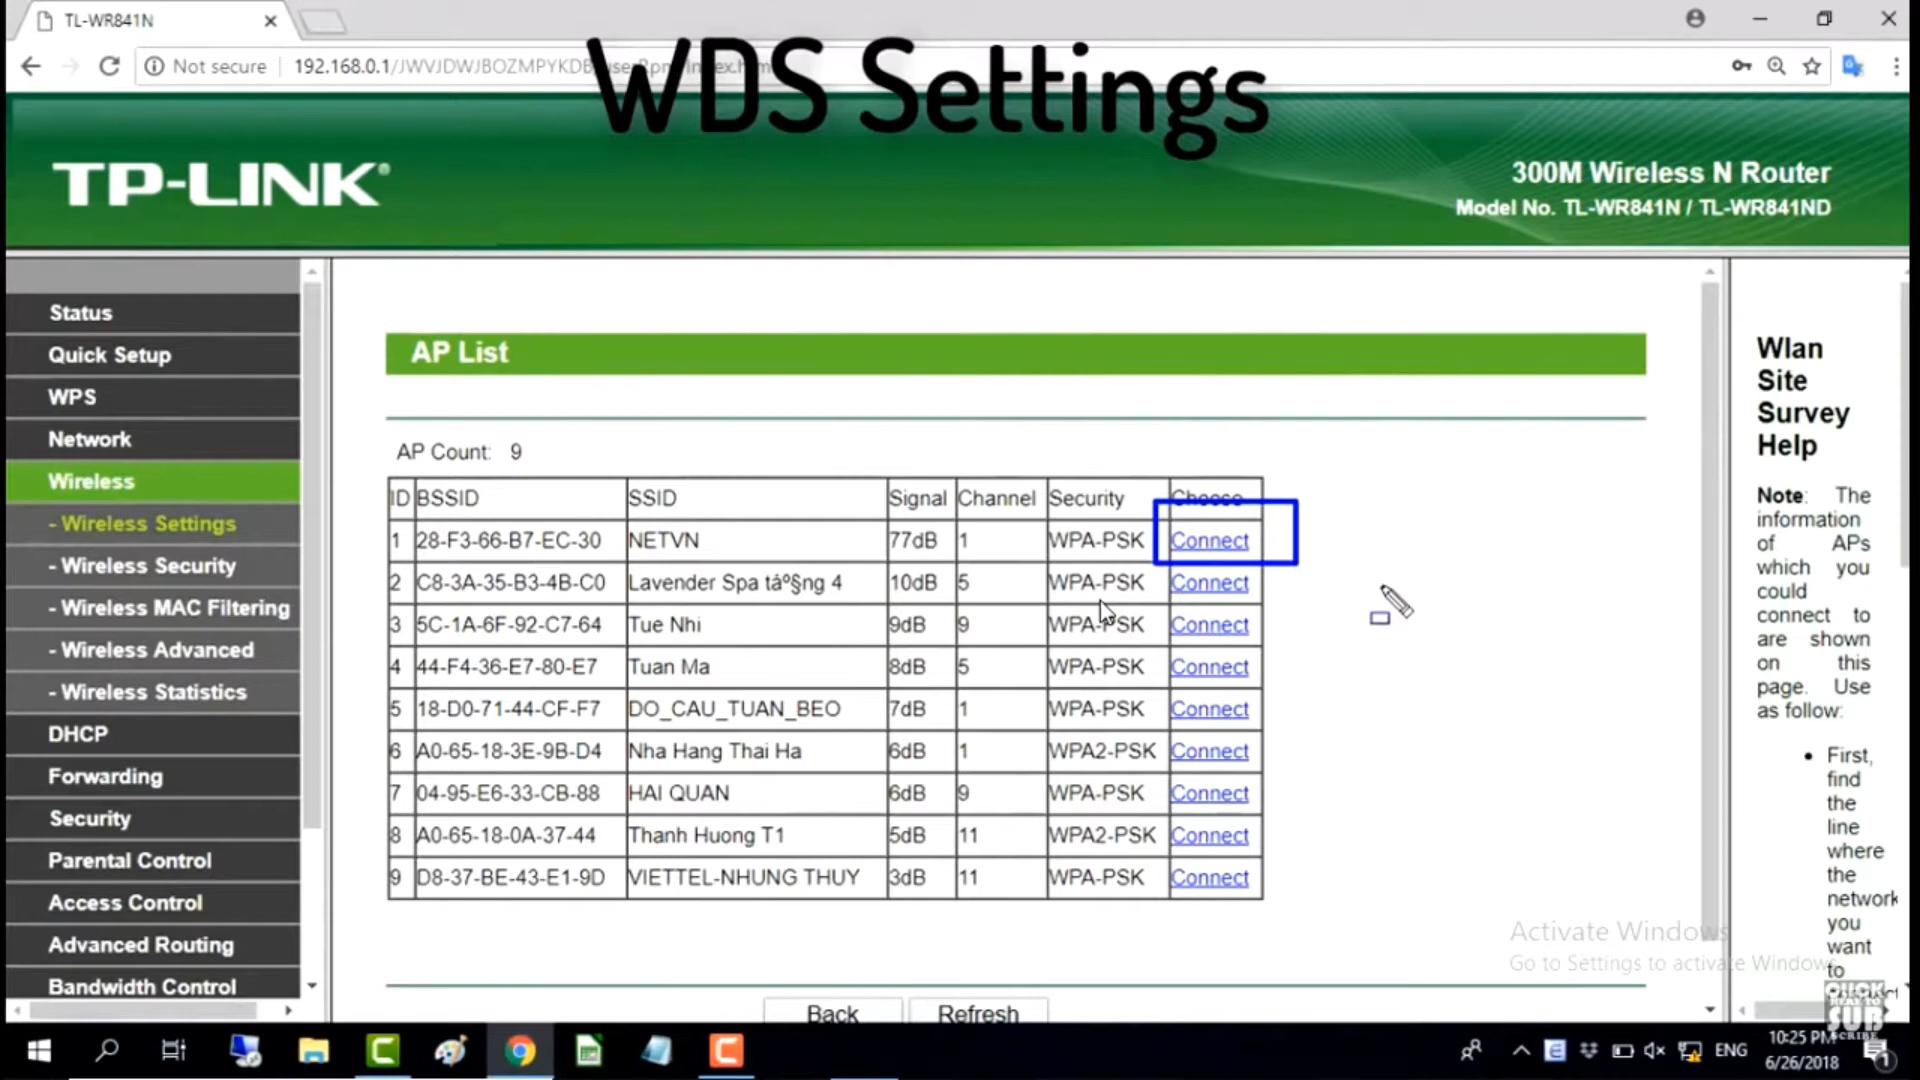 TL-WR841N
Not secure
192.168.0.1/JWVJDWJBOZMPYKDB
WDS Settings
TP-LINK®
300M Wireless N Router
Model No. TL-WR841N / TL-WR841ND
Status
Quick Setup
WPS
Network
Wireless
- Wireless Settings
- Wireless Security
- Wireless MAC Filtering
- Wireless Advanced
- Wireless Statistics
DHCP
Forwarding
Security
Parental Control
Access Control
Advanced Routing
Bandwidth Control
AP List
AP Count: 9
ID BSSID SSID Signal Channel Security Choose
1 28-F3-66-B7-EC-30 NETVN 77dB 1 WPA-PSK Connect
2 C8-3A-35-B3-4B-C0 Lavender Spa táº§ng 4 10dB 5 WPA-PSK Connect
3 5C-1A-6F-92-C7-64 Tue Nhi 9dB 9 WPA-PSK Connect
4 44-F4-36-E7-80-E7 Tuan Ma 8dB 5 WPA-PSK Connect
5 18-D0-71-44-CF-F7 DO_CAU_TUAN_BEO 7dB 1 WPA-PSK Connect
6 A0-65-18-3E-9B-D4 Nha Hang Thai Ha 6dB 1 WPA2-PSK Connect
7 04-95-E6-33-CB-88 HAI QUAN 6dB 9 WPA-PSK Connect
8 A0-65-18-0A-37-44 Thanh Huong T1 5dB 11 WPA2-PSK Connect
9 D8-37-BE-43-E1-9D VIETTEL-NHUNG THUY 3dB 11 WPA-PSK Connect
Back Refresh
Wlan
Site
Survey
Help
Note: The
information
of APs
which you
could
connect to
are shown
on this
page. Use
as follow:
• First,
find
the
line
where
the
network
you
want
to
Activate Windows
Go to Settings to activate Windows.
CLICK
HERE TO
SUB
SCRIBE
ENG
10:25 PM
6/26/2018
1